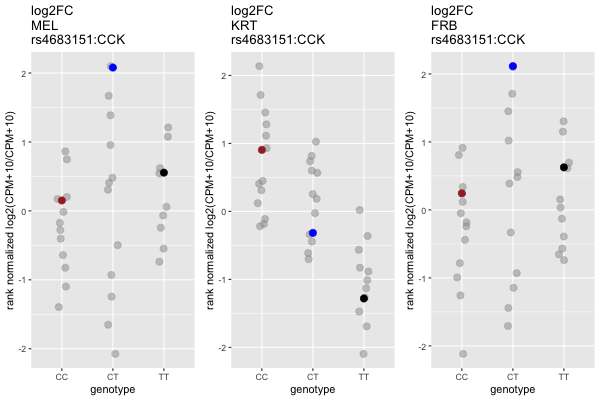 log2FC
MEL
rs4683151:CCK
rank normalized log2(CPM+10/CPM+10)
2
1
0
-1
-2
CC
CT
TT
genotype
log2FC
KRT
rs4683151:CCK
rank normalized log2(CPM+10/CPM+10)
2
1
0
-1
-2
CC
CT
TT
genotype
log2FC
FRB
rs4683151:CCK
rank normalized log2(CPM+10/CPM+10)
2
1
0
-1
-2
CC
CT
TT
genotype